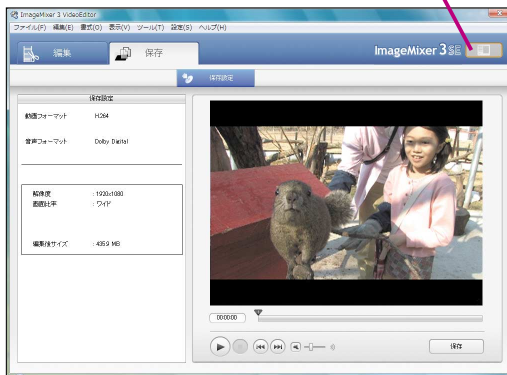 ImageMixer 3 VideoEditor
ファイル(F) 編集(E) 書式(O) 表示(V) ツール(T) 設定(S) ヘルプ(H)
編集
保存
ImageMixer 3 SE
保存設定
保存設定
動画フォーマット H.264
音声フォーマット Dolby Digital
解像度 : 1920x1080
画面比率 : ワイド
編集後サイズ : 435.9 MB
00:00:00
保存